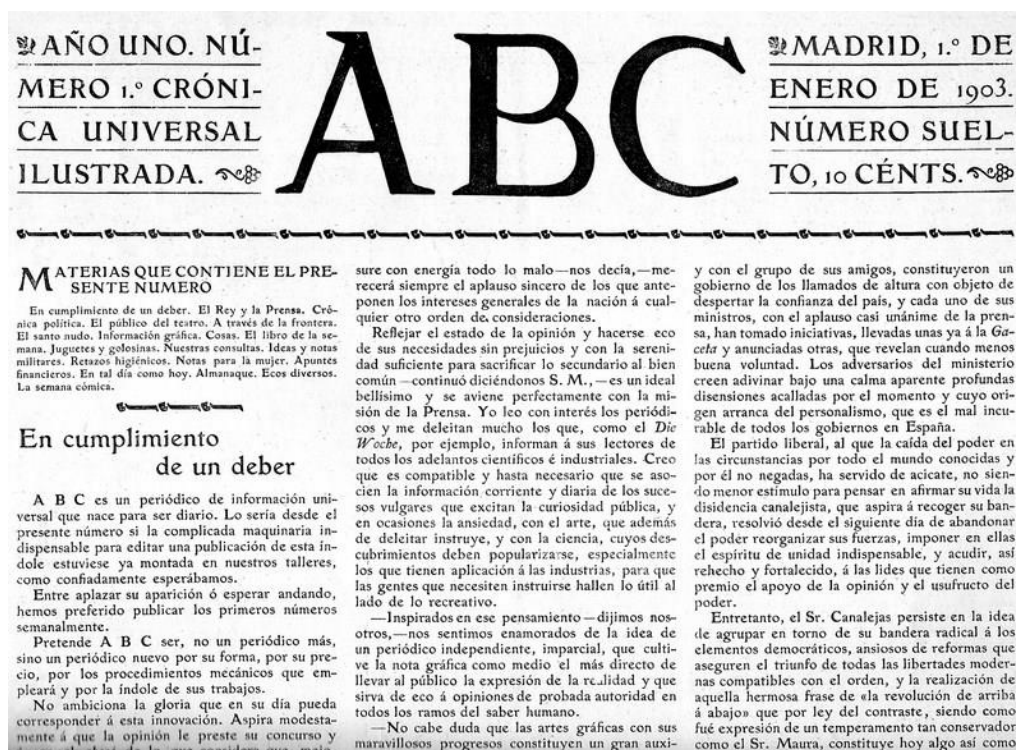 AÑO UNO. NÚ-
MERO 1.º CRÓNI-
CA UNIVERSAL
ILUSTRADA.
ABC
MADRID, 1.º DE
ENERO DE 1903.
NÚMERO SUEL-
TO, 10 CÉNTS.
MATERIAS QUE CONTIENE EL PRE-
SENTE NUMERO
En cumplimiento de un deber. El Rey y la Prensa. Cró-
nica política. El público del teatro. A través de la frontera.
El santo nudo. Información gráfica. Cosas. El libro de la se-
mana. Juguetes y golosinas. Nuestras consultas. Ideas y notas
militares. Retazos higiénicos. Notas para la mujer. Apuntes
financieros. En tal día como hoy. Almanaque. Ecos diversos.
La semana cómica.
En cumplimiento
de un deber
A B C es un periódico de información uni-
versal que nace para ser diario. Lo sería desde el
presente número si la complicada maquinaria in-
dispensable para editar una publicación de esta ín-
dole estuviese ya montada en nuestros talleres,
como confiadamente esperábamos.
Entre aplazar su aparición ó esperar andando,
hemos preferido publicar los primeros números
semanalmente.
Pretende A B C ser, no un periódico más,
sino un periódico nuevo por su forma, por su pre-
cio, por los procedimientos mecánicos que em-
pleará y por la índole de sus trabajos.
No ambiciona la gloria que en su día pueda
corresponder á esta innovación. Aspira modesta-
mente á que la opinión le preste su concurso y
sure con energía todo lo malo—nos decía,—me-
recerá siempre el aplauso sincero de los que ante-
ponen los intereses generales de la nación á cual-
quier otro orden de consideraciones.
Reflejar el estado de la opinión y hacerse eco
de sus necesidades sin prejuicios y con la sereni-
dad suficiente para sacrificar lo secundario al bien
común—continuó diciéndonos S. M.,—es un ideal
bellísimo y se aviene perfectamente con la mi-
sión de la Prensa. Yo leo con interés los periódi-
cos y me deleitan mucho los que, como el Die
Woche, por ejemplo, informan á sus lectores de
todos los adelantos científicos é industriales. Creo
que es compatible y hasta necesario que se aso-
cien la información corriente y diaria de los suce-
sos vulgares que excitan la curiosidad pública, y
en ocasiones la ansiedad, con el arte, que además
de deleitar instruye, y con la ciencia, cuyos des-
cubrimientos deben popularizarse, especialmente
los que tienen aplicación á las industrias, para que
las gentes que necesiten instruirse hallen lo útil al
lado de lo recreativo.
—Inspirados en ese pensamiento—dijimos nos-
otros,—nos sentimos enamorados de la idea de
un periódico independiente, imparcial, que culti-
ve la nota gráfica como medio el más directo de
llevar al público la expresión de la realidad y que
sirva de eco á opiniones de probada autoridad en
todos los ramos del saber humano.
—No cabe duda que las artes gráficas con sus
maravillosos progresos constituyen un gran auxi-
y con el grupo de sus amigos, constituyeron un
gobierno de los llamados de altura con objeto de
despertar la confianza del país, y cada uno de sus
ministros, con el aplauso casi unánime de la pren-
sa, han tomado iniciativas, llevadas unas ya á la Ga-
ceta y anunciadas otras, que revelan cuando menos
buena voluntad. Los adversarios del ministerio
creen adivinar bajo una calma aparente profundas
disensiones acalladas por el momento y cuyo ori-
gen arranca del personalismo, que es el mal incu-
rable de todos los gobiernos en España.
El partido liberal, al que la caída del poder en
las circunstancias por todo el mundo conocidas y
por él no negadas, ha servido de acicate, no sien-
do menor estímulo para pensar en afirmar su vida la
disidencia canalejista, que aspira á recoger su ban-
dera, resolvió desde el siguiente día de abandonar
el poder reorganizar sus fuerzas, imponer en ellas
el espíritu de unidad indispensable, y acudir, así
rehecho y fortalecido, á las lides que tienen como
premio el apoyo de la opinión y el usufructo del
poder.
Entretanto, el Sr. Canalejas persiste en la idea
de agrupar en torno de su bandera radical á los
elementos democráticos, ansiosos de reformas que
aseguren el triunfo de todas las libertades moder-
nas compatibles con el orden, y la realización de
aquella hermosa frase de «la revolución de arriba
á abajo» que por ley del contraste, siendo como
fué expresión de un temperamento tan conservador
como el Sr. Maura, constituye hoy algo así como